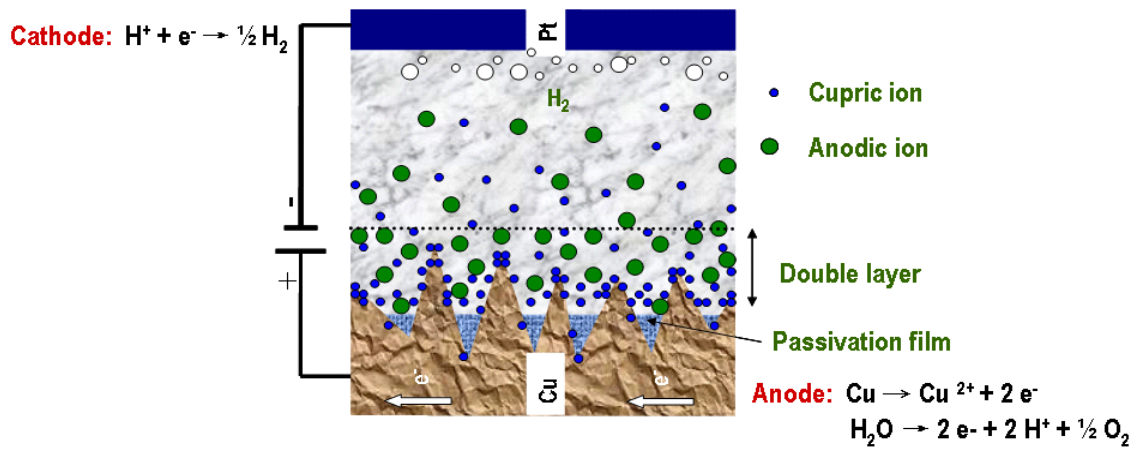 Cathode: H⁺ + e⁻ → ½ H₂
Pt
H₂
Cupric ion
Anodic ion
-
+
Double layer
Passivation film
e⁻
Cu
e⁻
Anode: Cu → Cu ²⁺ + 2 e⁻
H₂O → 2 e- + 2 H⁺ + ½ O₂